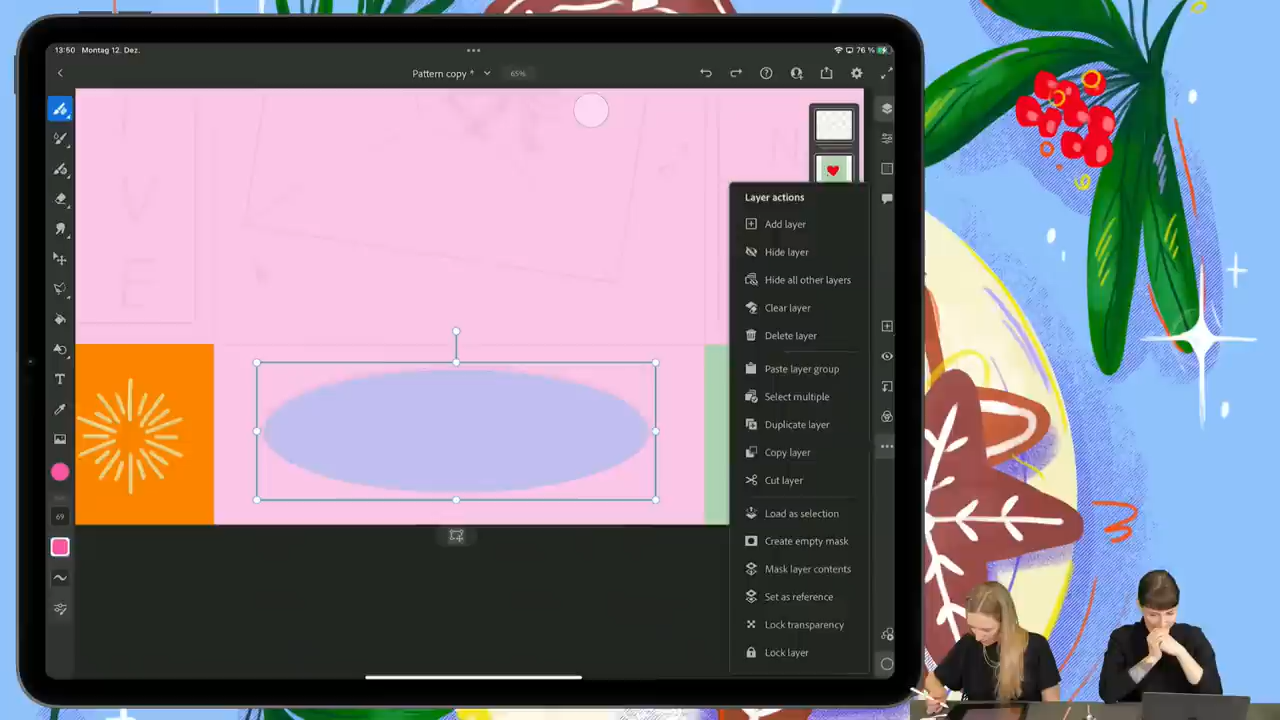 13:50 Montag 12. Dez.
76 %
Pattern copy *
65%
Layer actions
Add layer
Hide layer
Hide all other layers
Clear layer
Delete layer
Paste layer group
Select multiple
Duplicate layer
Copy layer
Cut layer
Load as selection
Create empty mask
Mask layer contents
Set as reference
Lock transparency
Lock layer
T
69
E